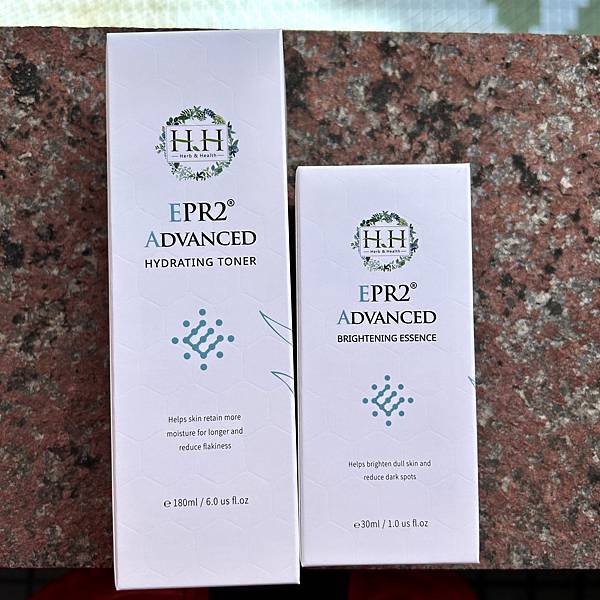 H&H
Herb & Health
EPR2®
ADVANCED
HYDRATING TONER
Helps skin retain more
moisture for longer and
reduce flakiness
℮ 180ml / 6.0 us fl.oz
H&H
Herb & Health
EPR2®
ADVANCED
BRIGHTENING ESSENCE
Helps brighten dull skin and
reduce dark spots
℮ 30ml / 1.0 us fl.oz